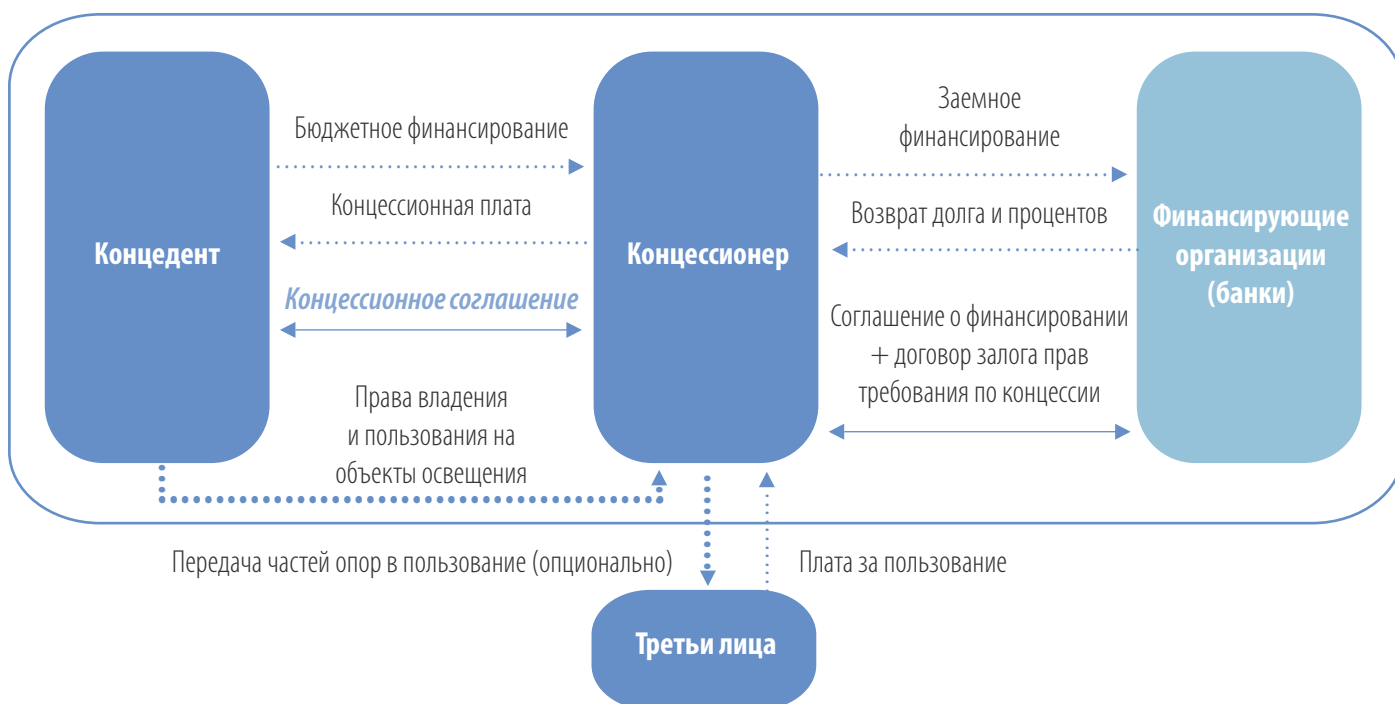 Концедент
Бюджетное финансирование
Концессионная плата
Концессионное соглашение
Права владения
и пользования на
объекты освещения
Концессионер
Заемное
финансирование
Возврат долга и процентов
Соглашение о финансировании
+ договор залога прав
требования по концессии
Финансирующие
организации
(банки)
Передача частей опор в пользование (опционально)
Плата за пользование
Третьи лица